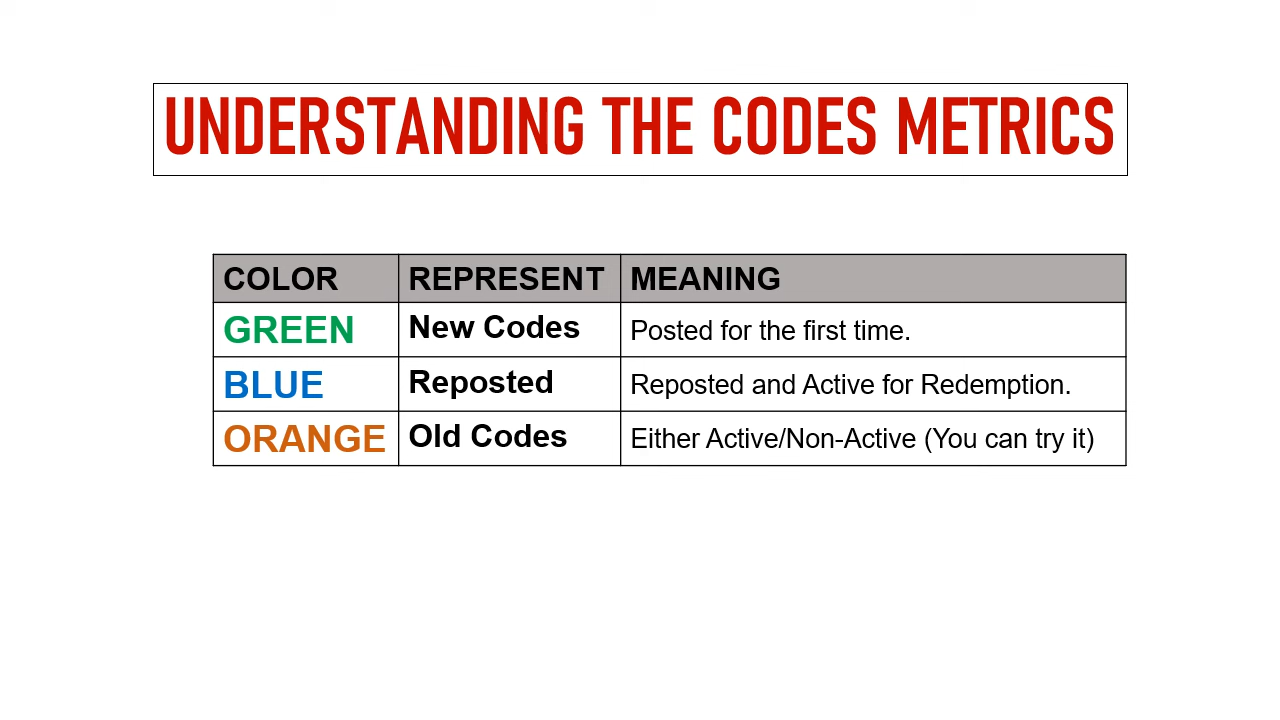 UNDERSTANDING THE CODES METRICS
COLOR REPRESENT MEANING
GREEN New Codes Posted for the first time.
BLUE Reposted Reposted and Active for Redemption.
ORANGE Old Codes Either Active/Non-Active (You can try it)